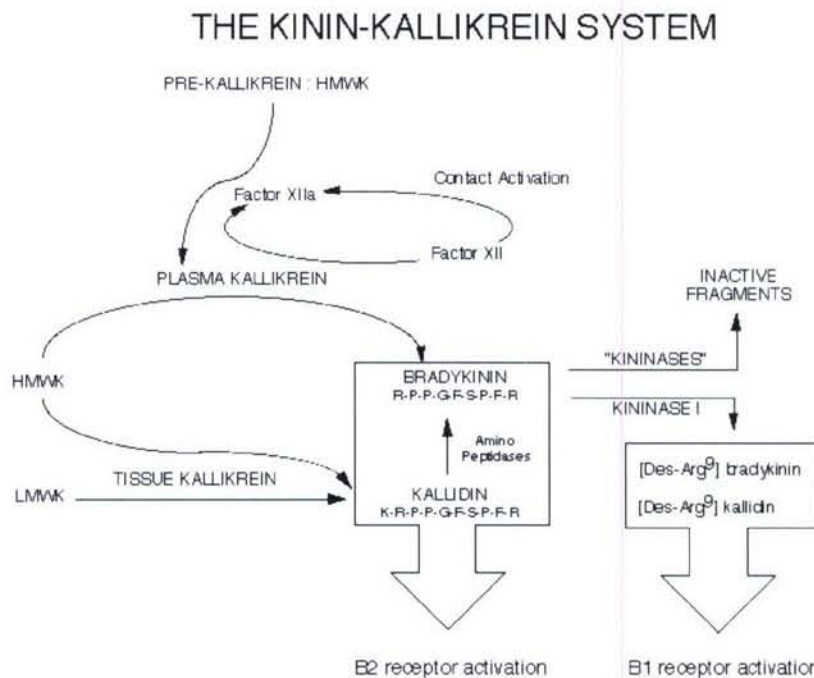 THE KININ-KALLIKREIN SYSTEM
PRE-KALLIKREIN : HMWK
Contact Activation
Factor XIIa
Factor XII
PLASMA KALLIKREIN
INACTIVE
FRAGMENTS
"KININASES"
HMWK
BRADYKININ
R-P-P-G-F-S-P-F-R
KININASE I
Amino
Peptidases
[Des-Arg9] bradykinin
TISSUE KALLIKREIN
LMWK
KALLIDIN
K-R-P-P-G-F-S-P-F-R
[Des-Arg9] kallidin
B2 receptor activation
B1 receptor activation